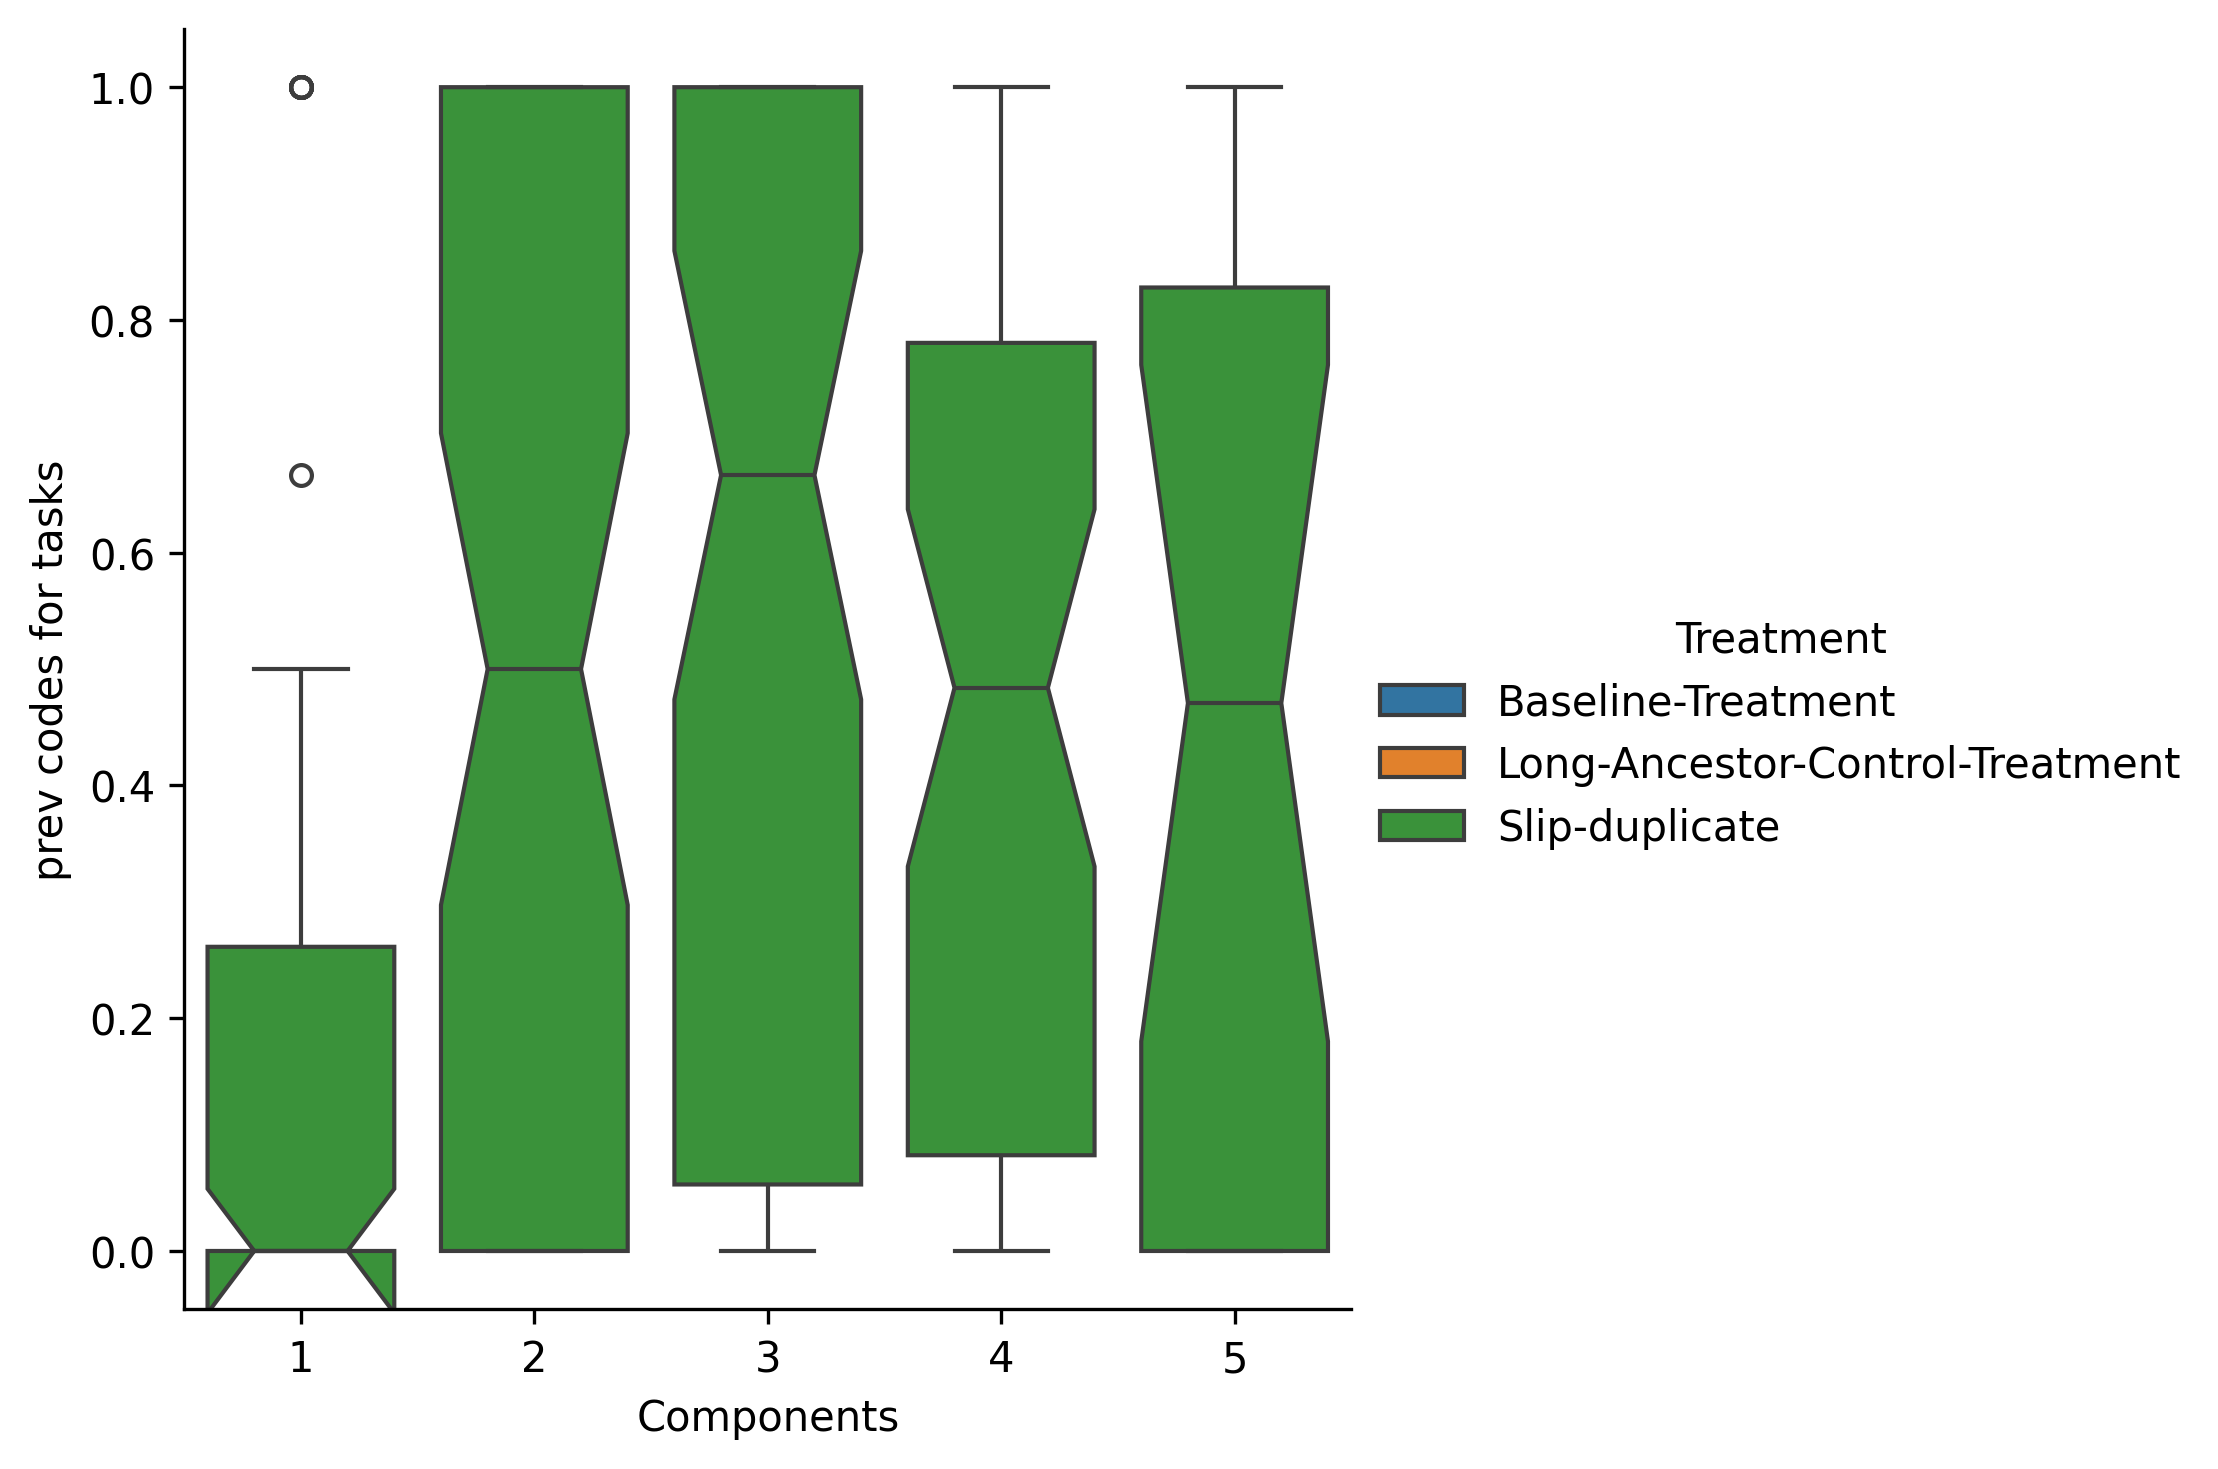 1.0
0.8
0.6
0.4
0.2
0.0
prev codes for tasks
1 2 3 4 5
Components
Treatment
Baseline-Treatment
Long-Ancestor-Control-Treatment
Slip-duplicate